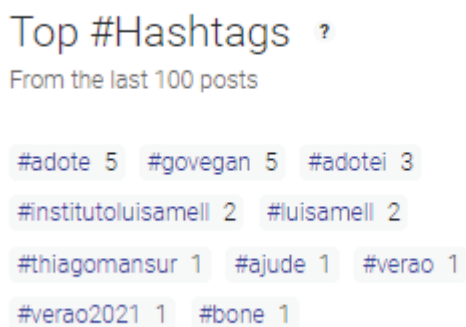 Top #Hashtags ?
From the last 100 posts
#adote 5 #govegan 5 #adotei 3
#institutoluisamell 2 #luisamell 2
#thiagomansur 1 #ajude 1 #verao 1
#verao2021 1 #bone 1